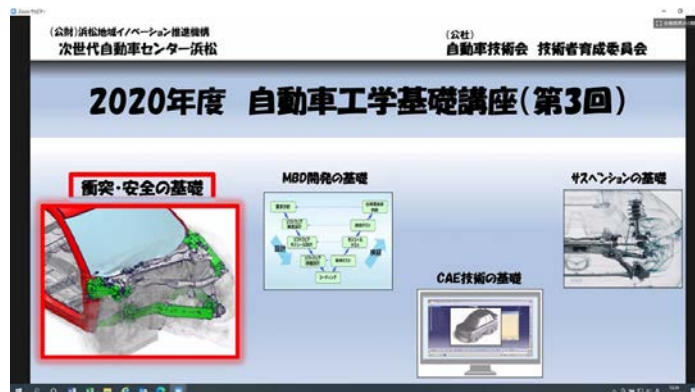 (公財)浜松地域イノベーション推進機構
次世代自動車センター浜松
(公社)
自動車技術会 技術者育成委員会
2020年度 自動車工学基礎講座(第3回)
衝突・安全の基礎
MBD開発の基礎
サスペンションの基礎
CAE技術の基礎